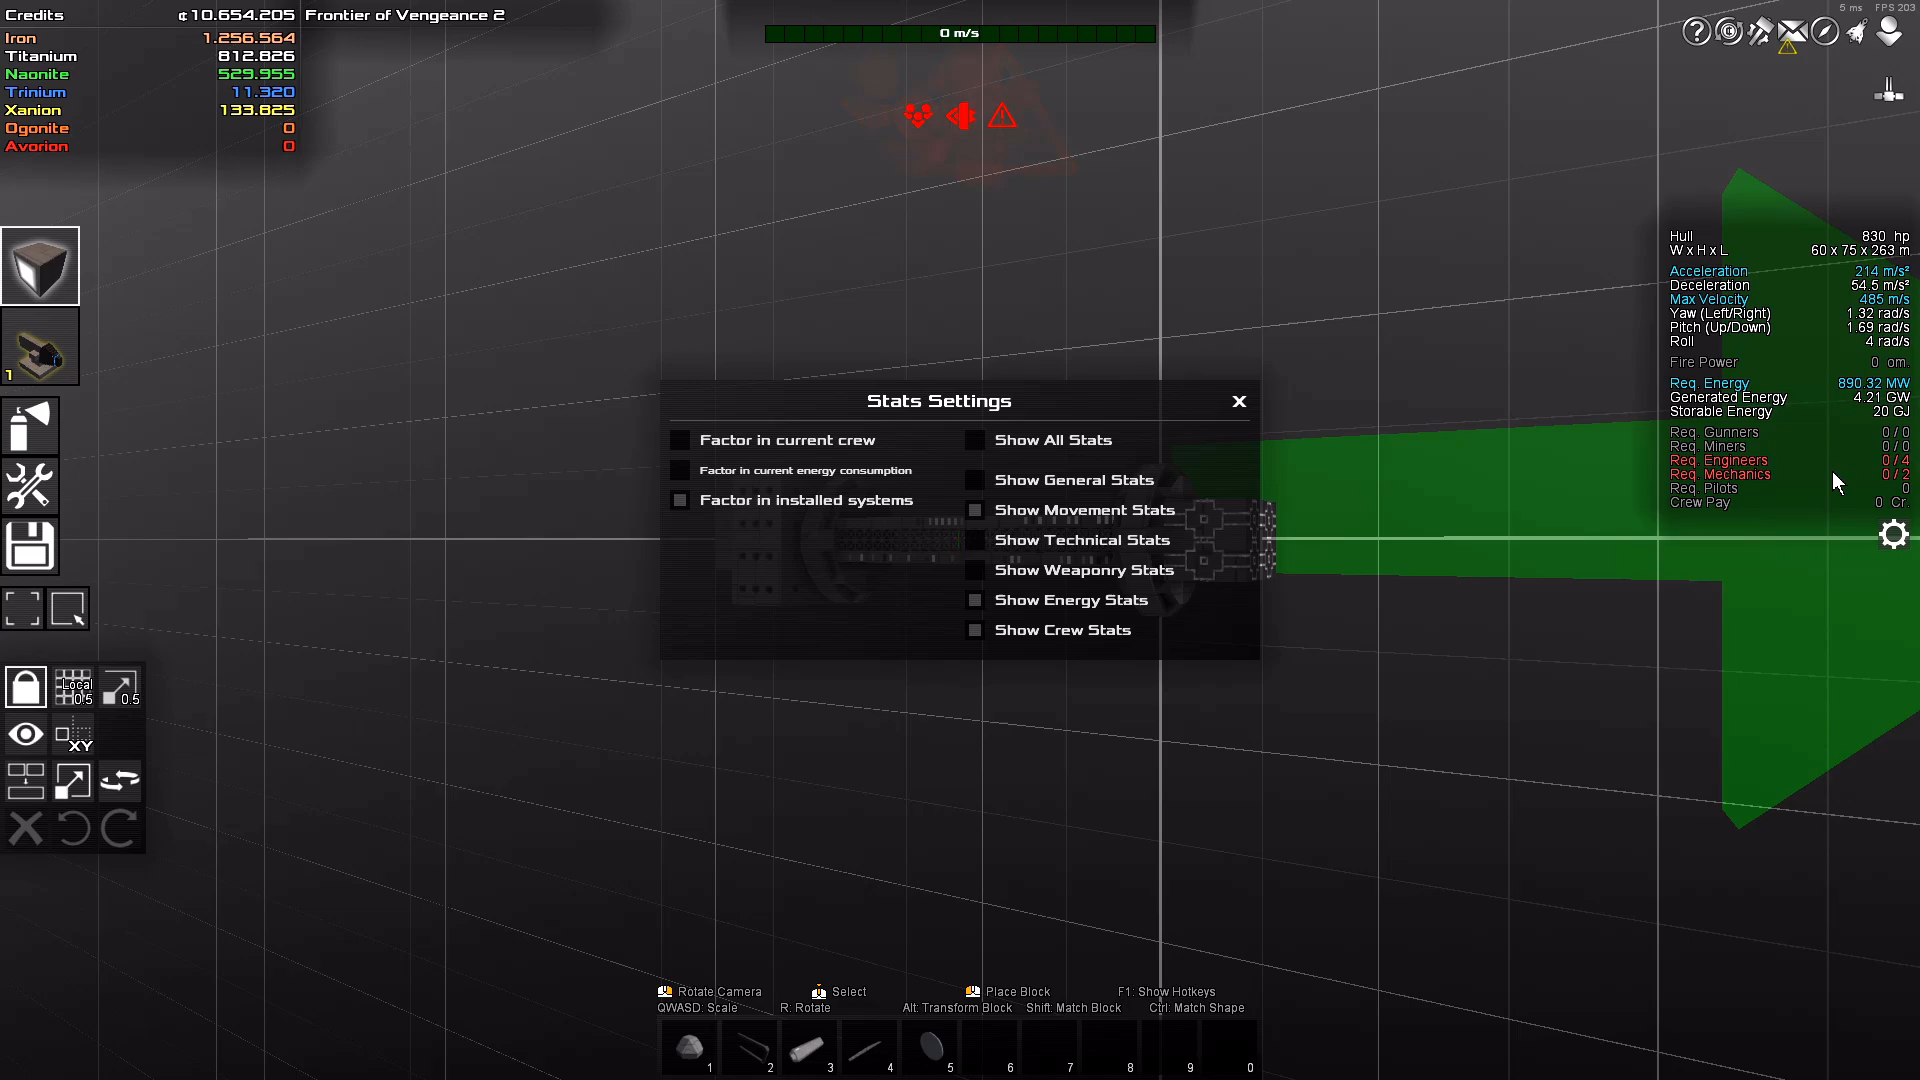 Credits ¢10.654.205 Frontier of Vengeance 2
Iron 1.256.564
Titanium 812.826
Naonite 529.955
Trinium 11.320
Xanion 133.825
Ogonite 0
Avorion 0
0 m/s
5 ms FPS 203
1
Local
0.5 0.5
XY
Hull 830 hp
W x H x L 60 x 75 x 263 m
Acceleration 214 m/s²
Deceleration 54.5 m/s²
Max Velocity 485 m/s
Yaw (Left/Right) 1.32 rad/s
Pitch (Up/Down) 1.69 rad/s
Roll 4 rad/s
Fire Power 0 om.
Req. Energy 890.32 MW
Generated Energy 4.21 GW
Storable Energy 20 GJ
Req. Gunners 0 / 0
Req. Miners 0 / 0
Req. Engineers 0 / 4
Req. Mechanics 0 / 2
Req. Pilots 0
Crew Pay 0 Cr.
Stats Settings X
Factor in current crew
Factor in current energy consumption
Factor in installed systems
Show All Stats
Show General Stats
Show Movement Stats
Show Technical Stats
Show Weaponry Stats
Show Energy Stats
Show Crew Stats
Rotate Camera Select Place Block F1: Show Hotkeys
QWASD: Scale R: Rotate Alt: Transform Block Shift: Match Block Ctrl: Match Shape
1 2 3 4 5 6 7 8 9 0